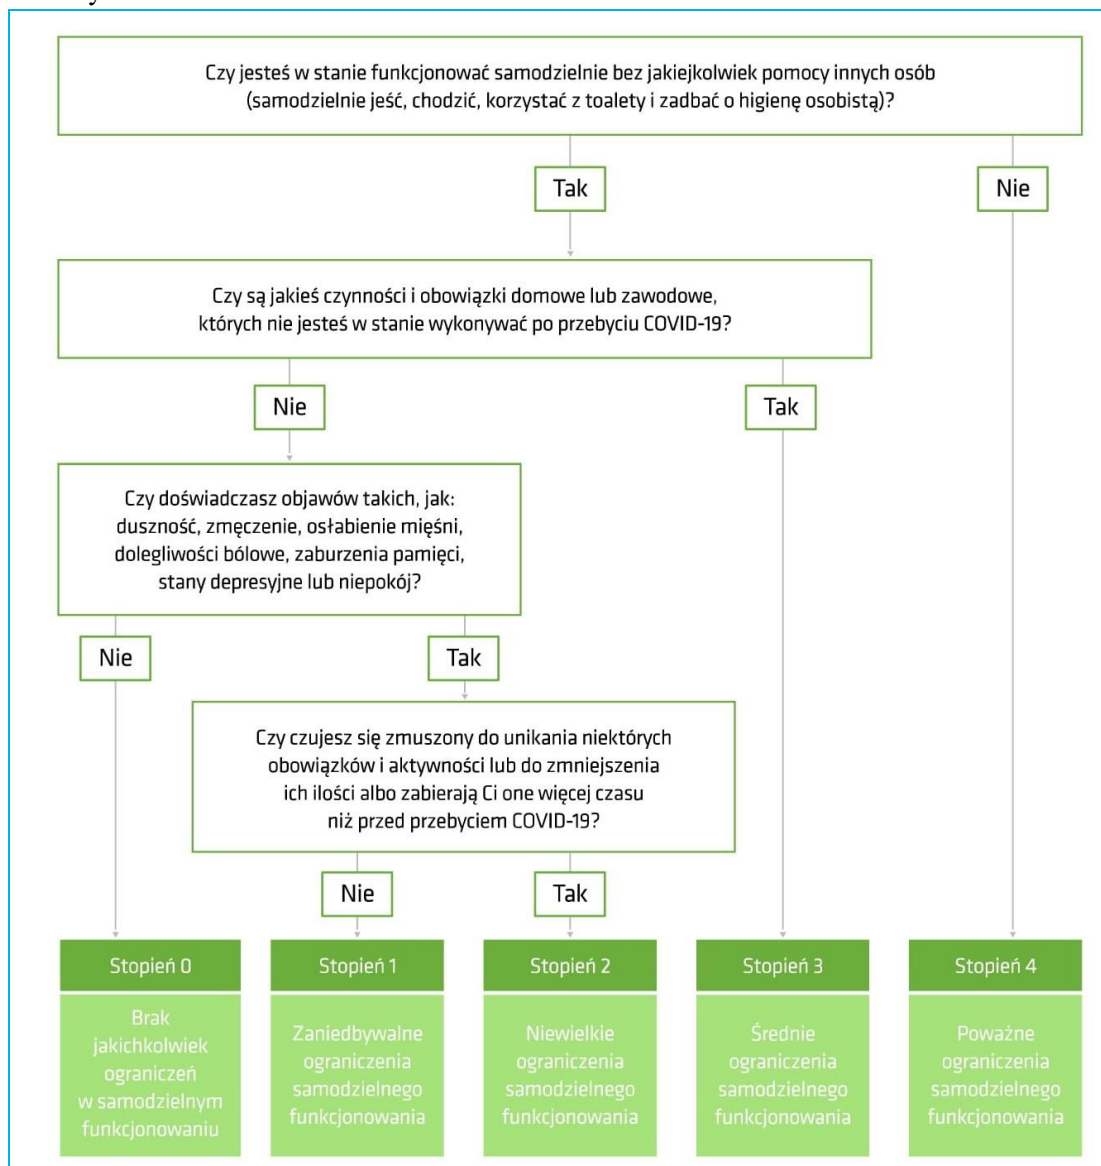 Czy jesteś w stanie funkcjonować samodzielnie bez jakiejkolwiek pomocy innych osób
(samodzielnie jeść, chodzić, korzystać z toalety i zadbać o higienę osobistą)?
Tak
Nie
Czy są jakieś czynności i obowiązki domowe lub zawodowe,
których nie jesteś w stanie wykonywać po przebyciu COVID-19?
Nie
Tak
Czy doświadczasz objawów takich, jak:
duszność, zmęczenie, osłabienie mięśni,
dolegliwości bólowe, zaburzenia pamięci,
stany depresyjne lub niepokój?
Nie
Tak
Czy czujesz się zmuszony do unikania niektórych
obowiązków i aktywności lub do zmniejszenia
ich ilości albo zabierają Ci one więcej czasu
niż przed przebyciem COVID-19?
Nie
Tak
Stopień 0
Brak
jakichkolwiek
ograniczeń
w samodzielnym
funkcjonowaniu
Stopień 1
Zaniedbywalne
ograniczenia
samodzielnego
funkcjonowania
Stopień 2
Niewielkie
ograniczenia
samodzielnego
funkcjonowania
Stopień 3
Średnie
ograniczenia
samodzielnego
funkcjonowania
Stopień 4
Poważne
ograniczenia
samodzielnego
funkcjonowania